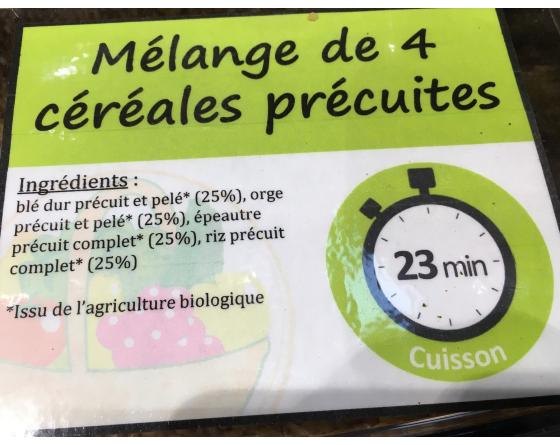 Mélange de 4
céréales précuites
Ingrédients :
blé dur précuit et pelé* (25%), orge
précuit et pelé* (25%), épeautre
précuit complet* (25%), riz précuit
complet* (25%)
*Issu de l'agriculture biologique
23 min
Cuisson